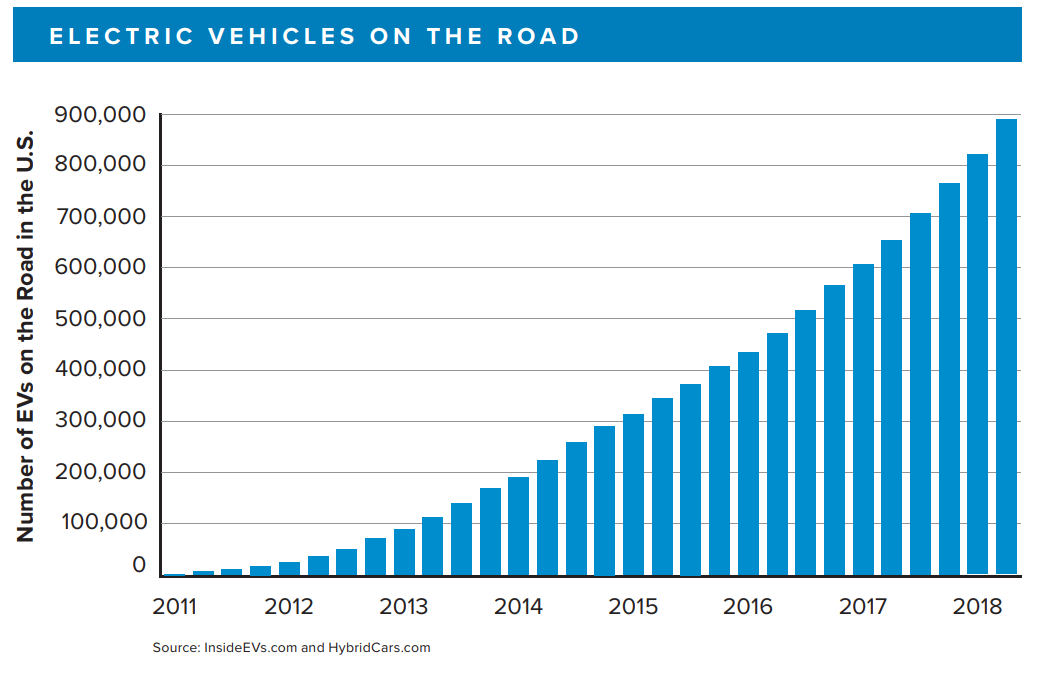 ELECTRIC VEHICLES ON THE ROAD
Number of EVs on the Road in the U.S.
900,000
800,000
700,000
600,000
500,000
400,000
300,000
200,000
100,000
0
2011 2012 2013 2014 2015 2016 2017 2018
Source: InsideEVs.com and HybridCars.com